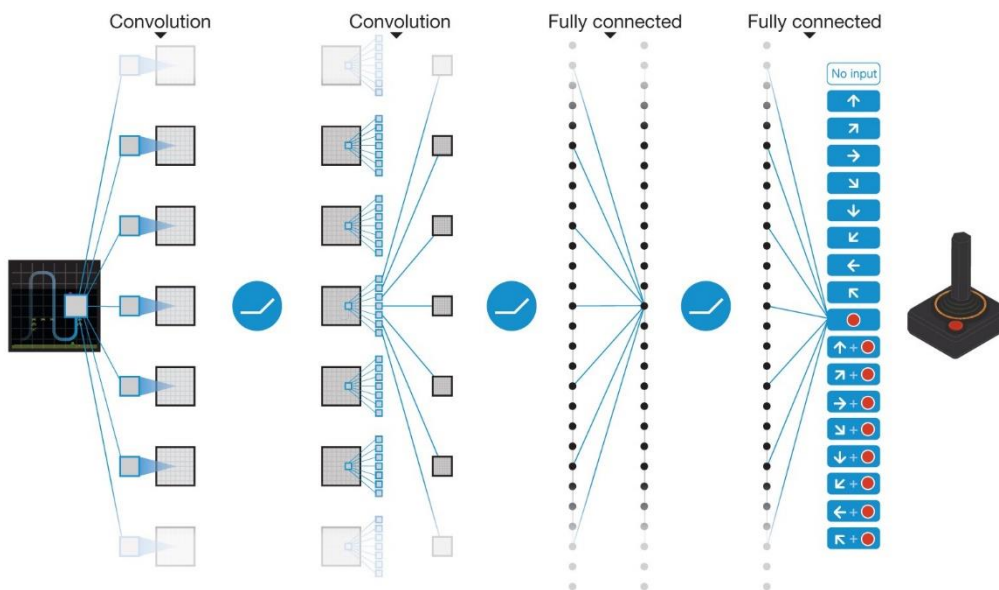 Convolution
Convolution
Fully connected
Fully connected
No input
+
+
+
+
+
+
+
+